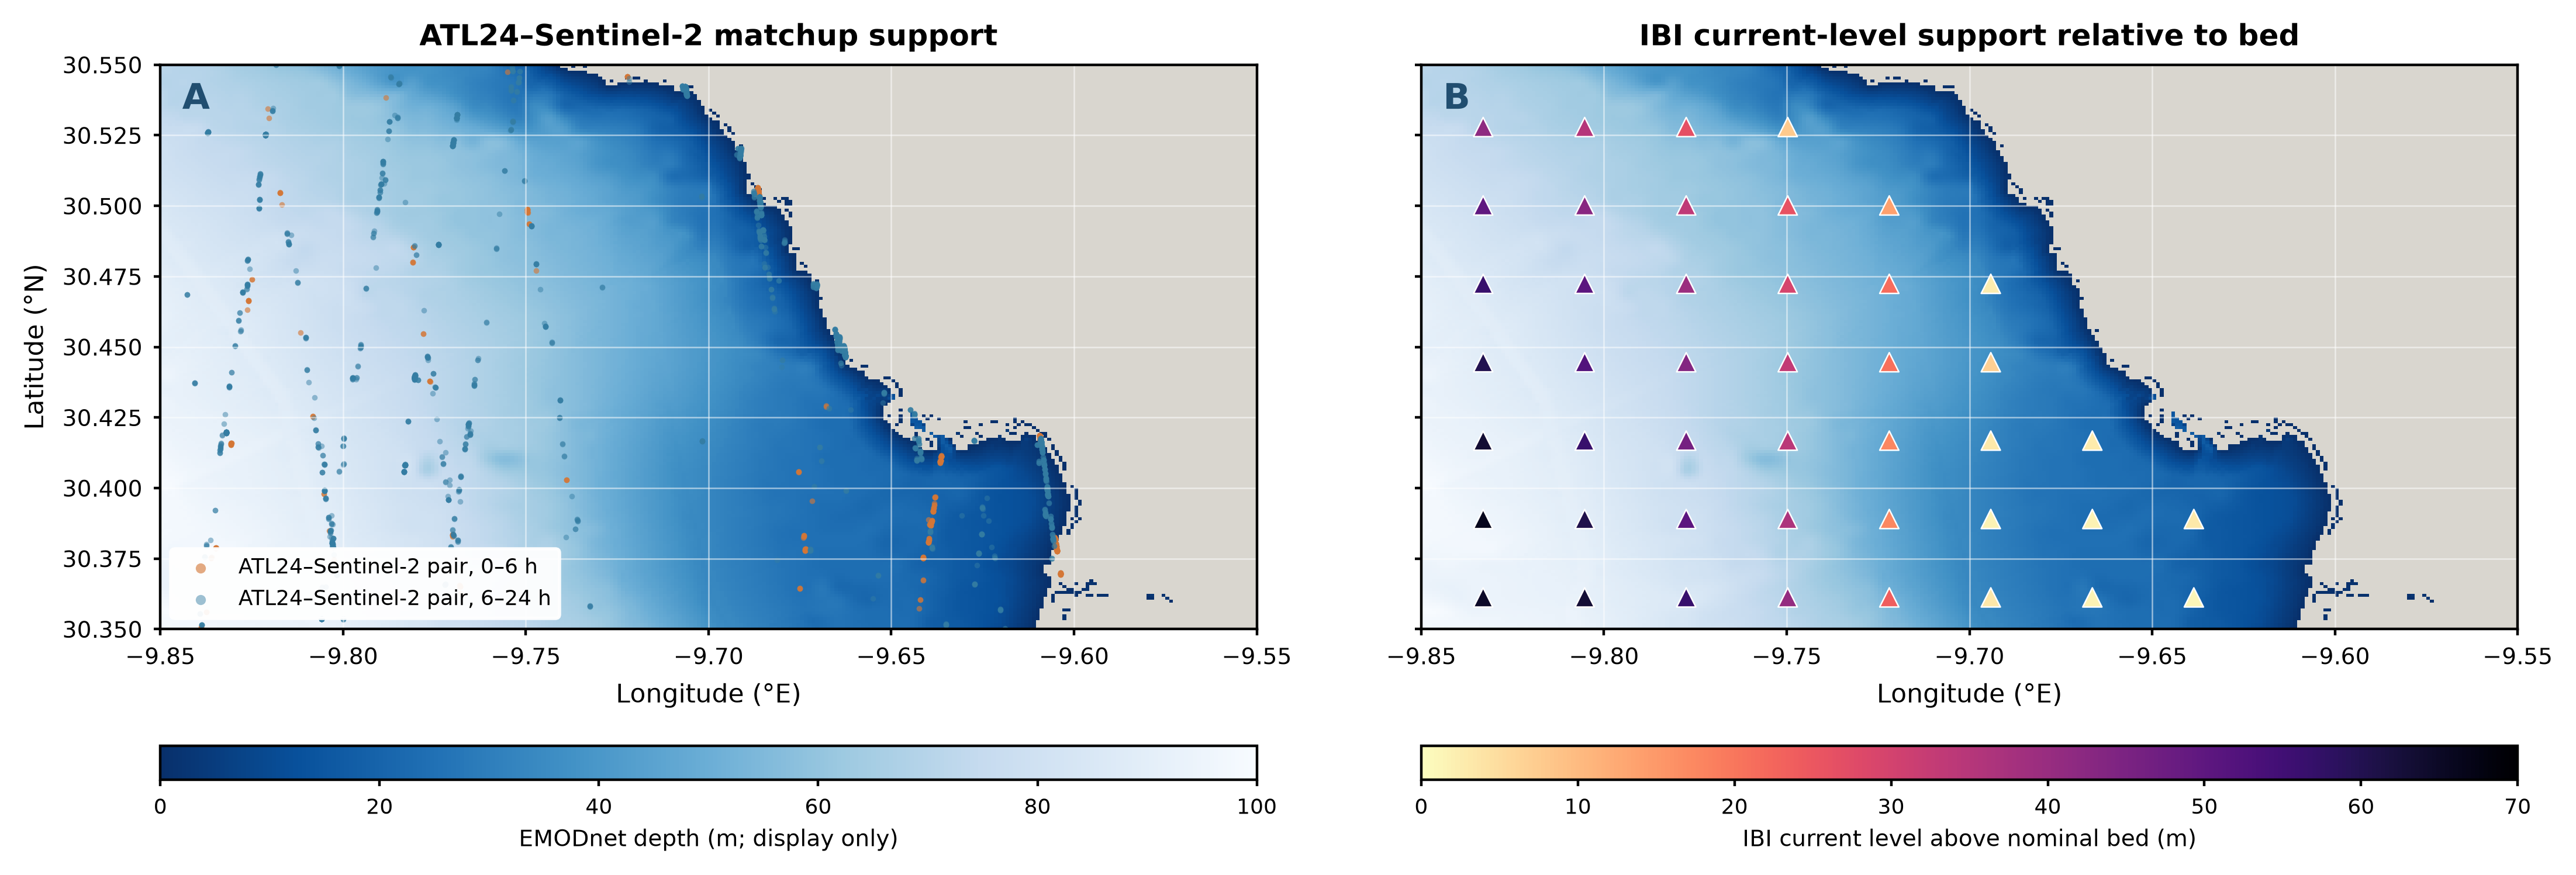 ATL24–Sentinel-2 matchup support
A
30.550
30.525
30.500
30.475
30.450
30.425
30.400
30.375
30.350
Latitude (°N)
ATL24–Sentinel-2 pair, 0–6 h
ATL24–Sentinel-2 pair, 6–24 h
−9.85 −9.80 −9.75 −9.70 −9.65 −9.60 −9.55
Longitude (°E)
0 20 40 60 80 100
EMODnet depth (m; display only)
IBI current-level support relative to bed
B
−9.85 −9.80 −9.75 −9.70 −9.65 −9.60 −9.55
Longitude (°E)
0 10 20 30 40 50 60 70
IBI current level above nominal bed (m)